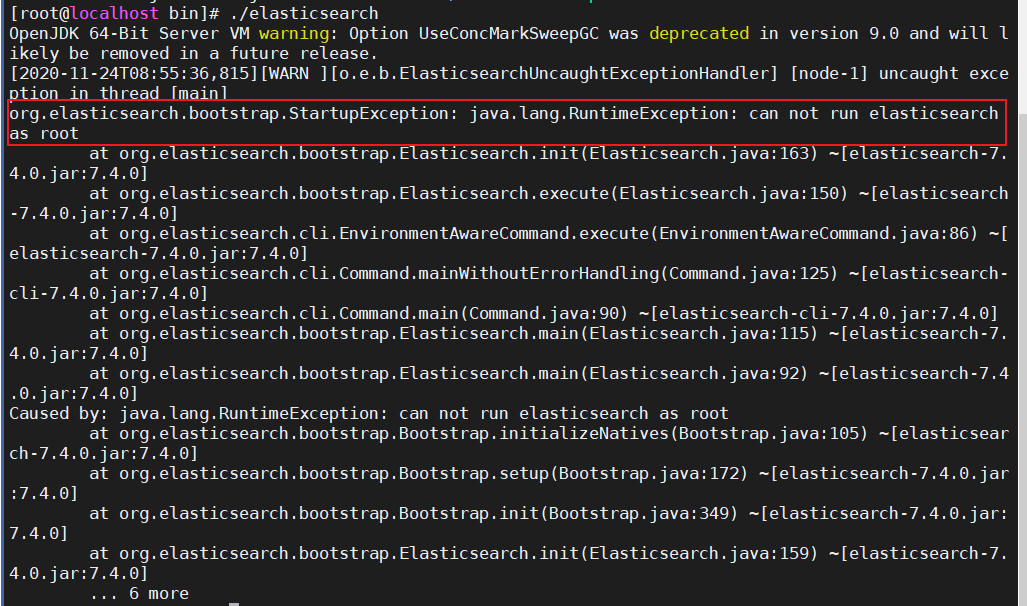 [root@localhost bin]# ./elasticsearch
OpenJDK 64-Bit Server VM warning: Option UseConcMarkSweepGC was deprecated in version 9.0 and will l
ikely be removed in a future release.
[2020-11-24T08:55:36,815][WARN ][o.e.b.ElasticsearchUncaughtExceptionHandler] [node-1] uncaught exce
ption in thread [main]
org.elasticsearch.bootstrap.StartupException: java.lang.RuntimeException: can not run elasticsearch
as root
        at org.elasticsearch.bootstrap.Elasticsearch.init(Elasticsearch.java:163) ~[elasticsearch-7.
4.0.jar:7.4.0]
        at org.elasticsearch.bootstrap.Elasticsearch.execute(Elasticsearch.java:150) ~[elasticsearch
-7.4.0.jar:7.4.0]
        at org.elasticsearch.cli.EnvironmentAwareCommand.execute(EnvironmentAwareCommand.java:86) ~[
elasticsearch-7.4.0.jar:7.4.0]
        at org.elasticsearch.cli.Command.mainWithoutErrorHandling(Command.java:125) ~[elasticsearch-
cli-7.4.0.jar:7.4.0]
        at org.elasticsearch.cli.Command.main(Command.java:90) ~[elasticsearch-cli-7.4.0.jar:7.4.0]
        at org.elasticsearch.bootstrap.Elasticsearch.main(Elasticsearch.java:115) ~[elasticsearch-7.
4.0.jar:7.4.0]
        at org.elasticsearch.bootstrap.Elasticsearch.main(Elasticsearch.java:92) ~[elasticsearch-7.4
.0.jar:7.4.0]
Caused by: java.lang.RuntimeException: can not run elasticsearch as root
        at org.elasticsearch.bootstrap.Bootstrap.initializeNatives(Bootstrap.java:105) ~[elasticsear
ch-7.4.0.jar:7.4.0]
        at org.elasticsearch.bootstrap.Bootstrap.setup(Bootstrap.java:172) ~[elasticsearch-7.4.0.jar
:7.4.0]
        at org.elasticsearch.bootstrap.Bootstrap.init(Bootstrap.java:349) ~[elasticsearch-7.4.0.jar:
7.4.0]
        at org.elasticsearch.bootstrap.Elasticsearch.init(Elasticsearch.java:159) ~[elasticsearch-7.
4.0.jar:7.4.0]
        ... 6 more